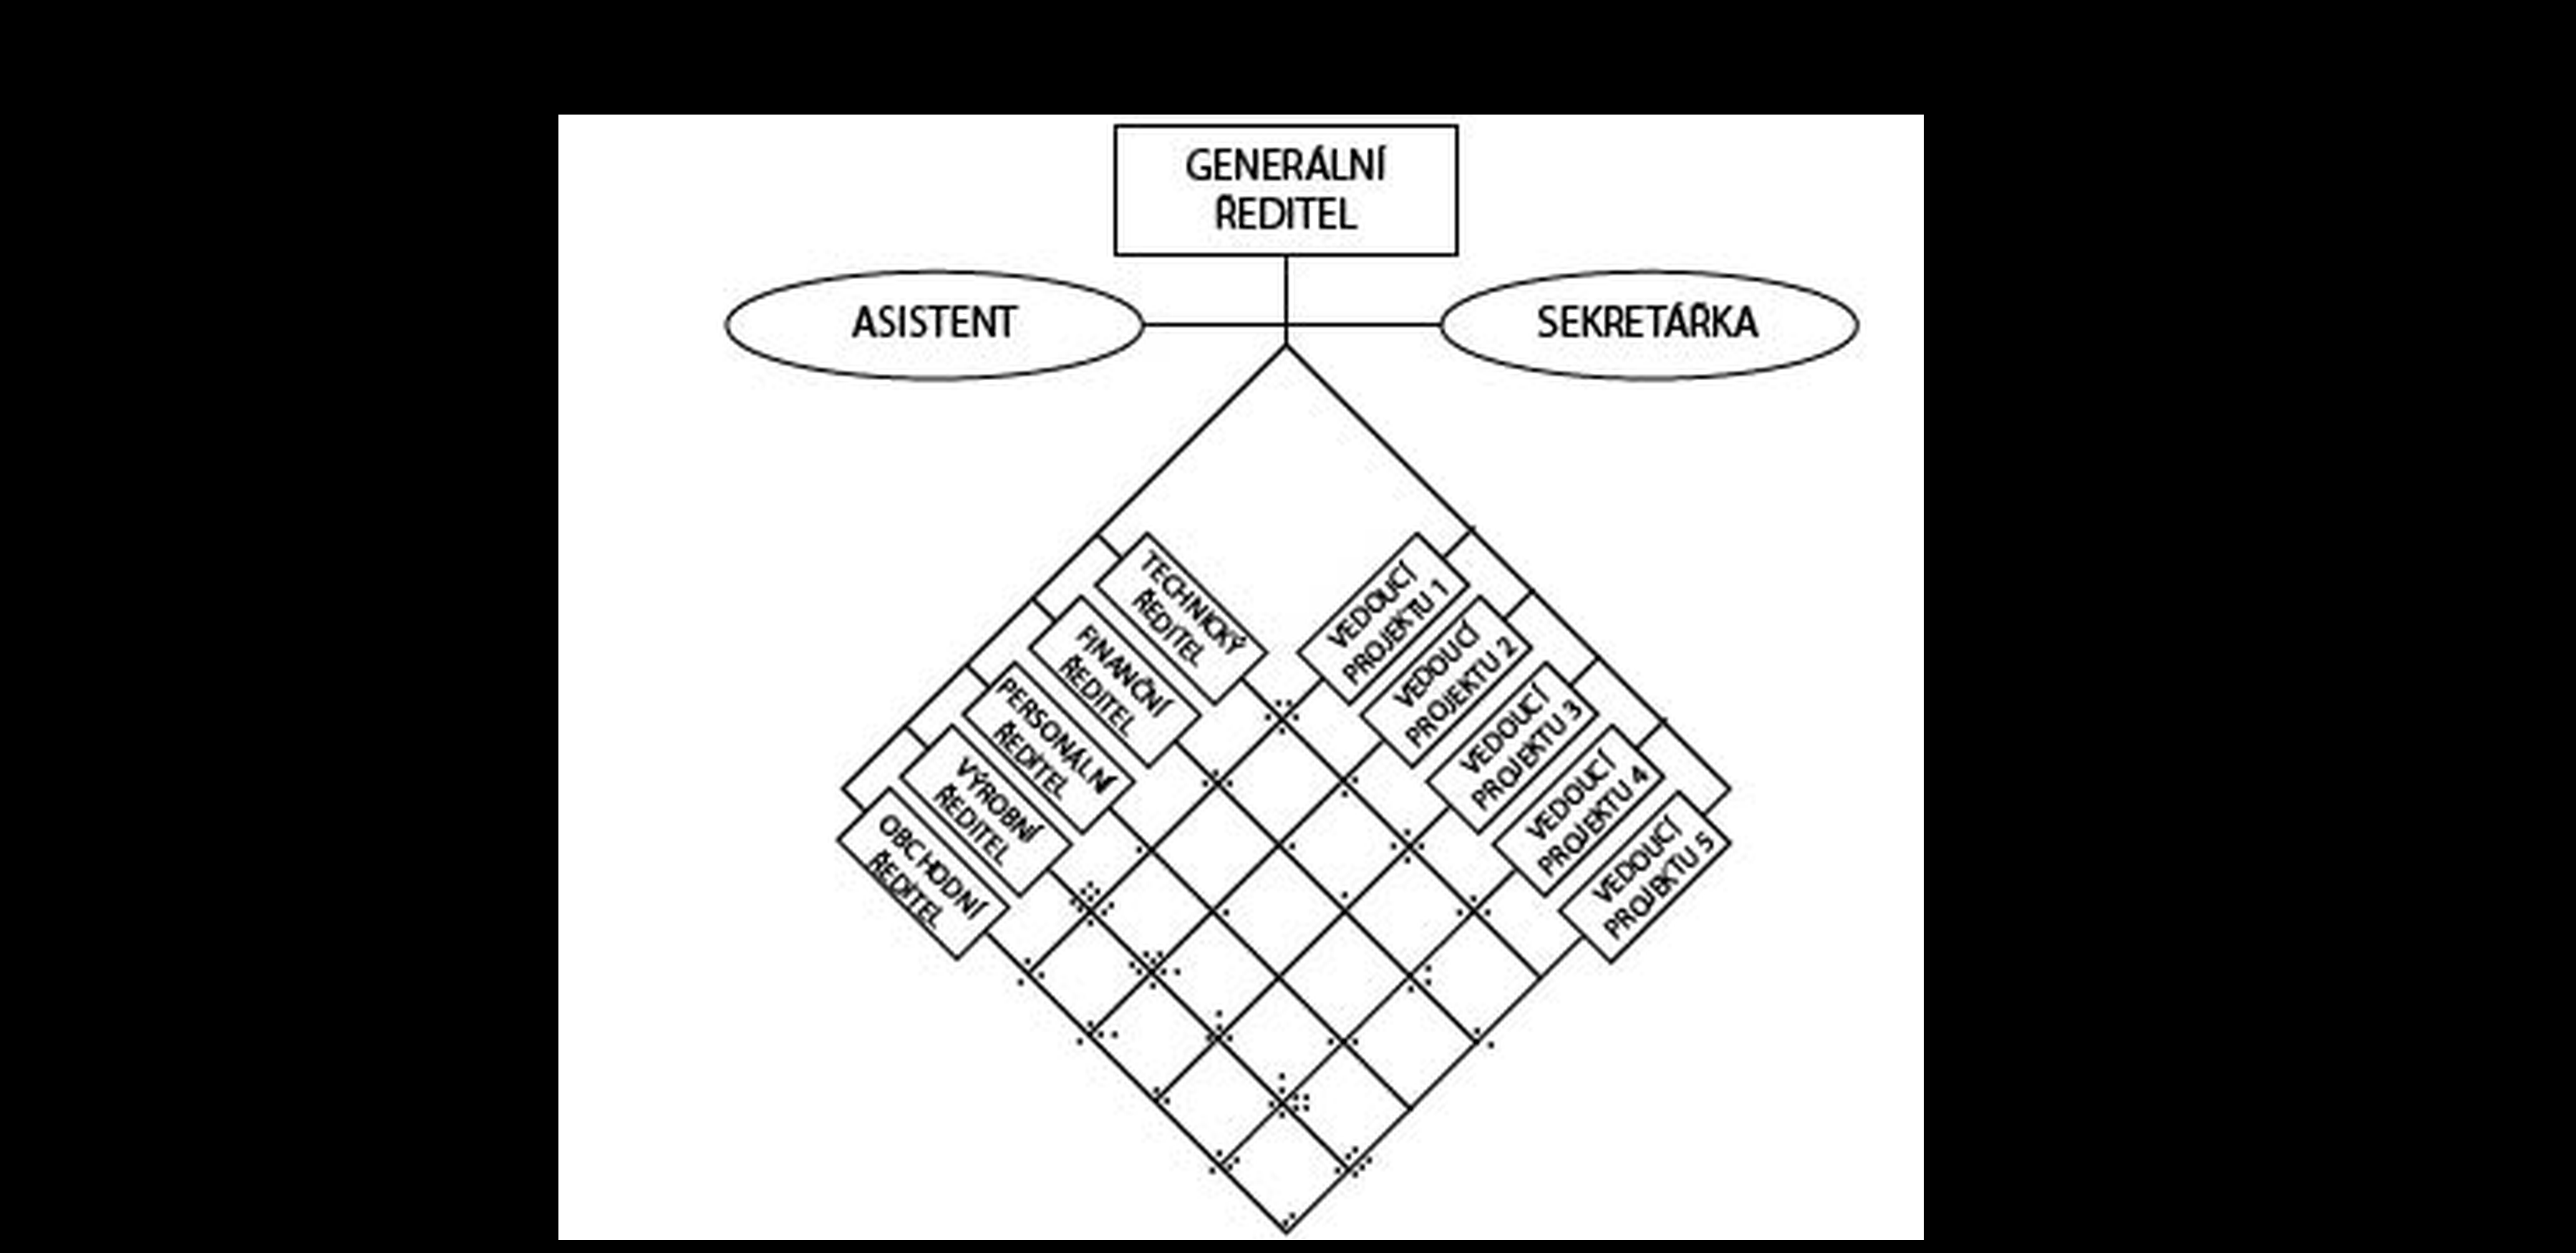 GENERÁLNÍ
ŘEDITEL
ASISTENT
SEKRETÁŘKA
TECHNICKÝ
ŘEDITEL
FINANČNÍ
ŘEDITEL
PERSONÁLNÍ
ŘEDITEL
VÝROBNÍ
ŘEDITEL
OBCHODNÍ
ŘEDITEL
VEDOUCÍ
PROJEKTU 1
VEDOUCÍ
PROJEKTU 2
VEDOUCÍ
PROJEKTU 3
VEDOUCÍ
PROJEKTU 4
VEDOUCÍ
PROJEKTU 5